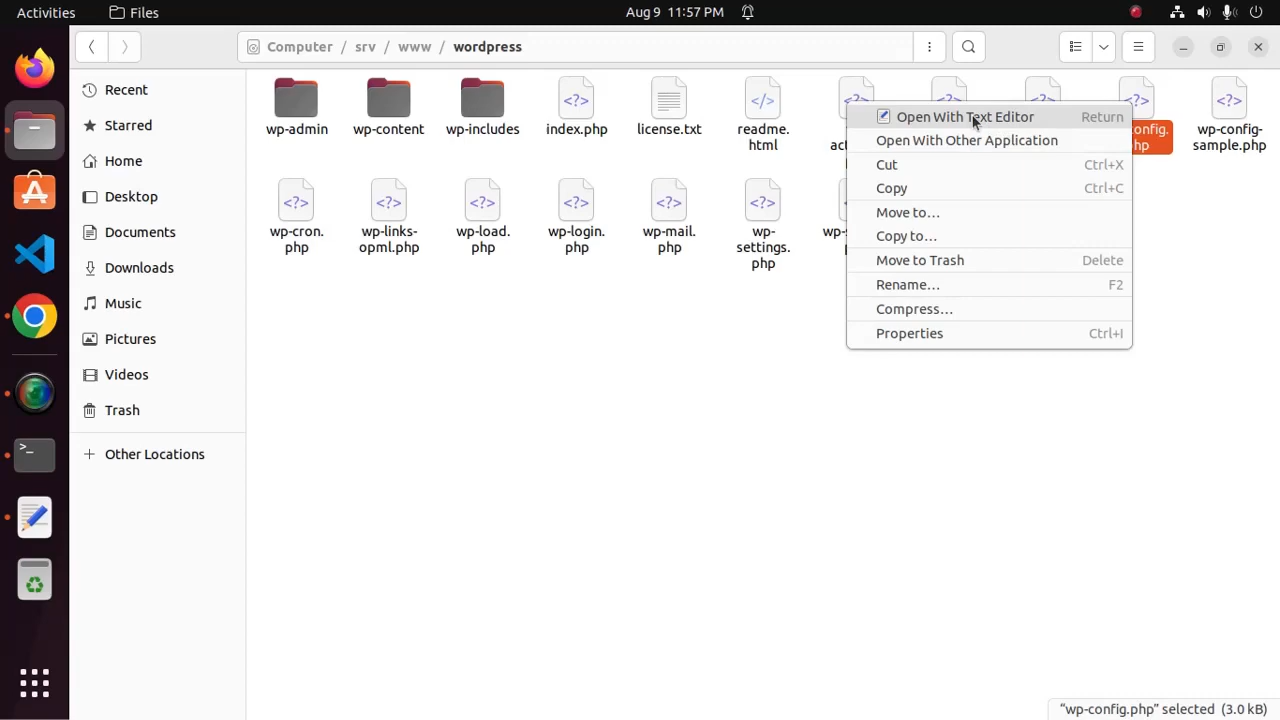 Activities
Files
Aug 9 11:57 PM
Computer / srv / www / wordpress
Recent
Starred
Home
Desktop
Documents
Downloads
Music
Pictures
Videos
Trash
Other Locations
wp-admin
wp-content
wp-includes
index.php
license.txt
readme.
html
wp-config-
sample.php
wp-cron.
php
wp-links-
opml.php
wp-load.
php
wp-login.
php
wp-mail.
php
wp-
settings.
php
Open With Text Editor Return
Open With Other Application
Cut Ctrl+X
Copy Ctrl+C
Move to…
Copy to…
Move to Trash Delete
Rename… F2
Compress…
Properties Ctrl+I
"wp-config.php" selected (3.0 kB)